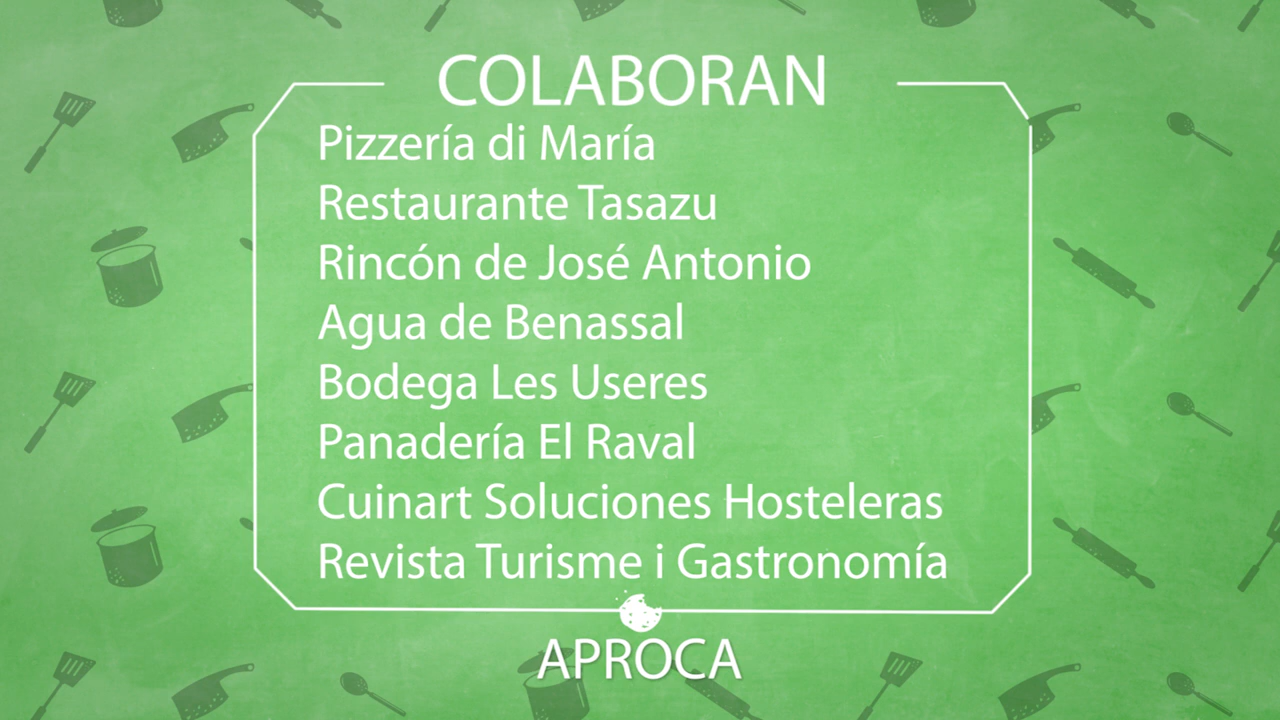 COLABORAN
Pizzería di María
Restaurante Tasazu
Rincón de José Antonio
Agua de Benassal
Bodega Les Useres
Panadería El Raval
Cuinart Soluciones Hosteleras
Revista Turisme i Gastronomía
APROCA